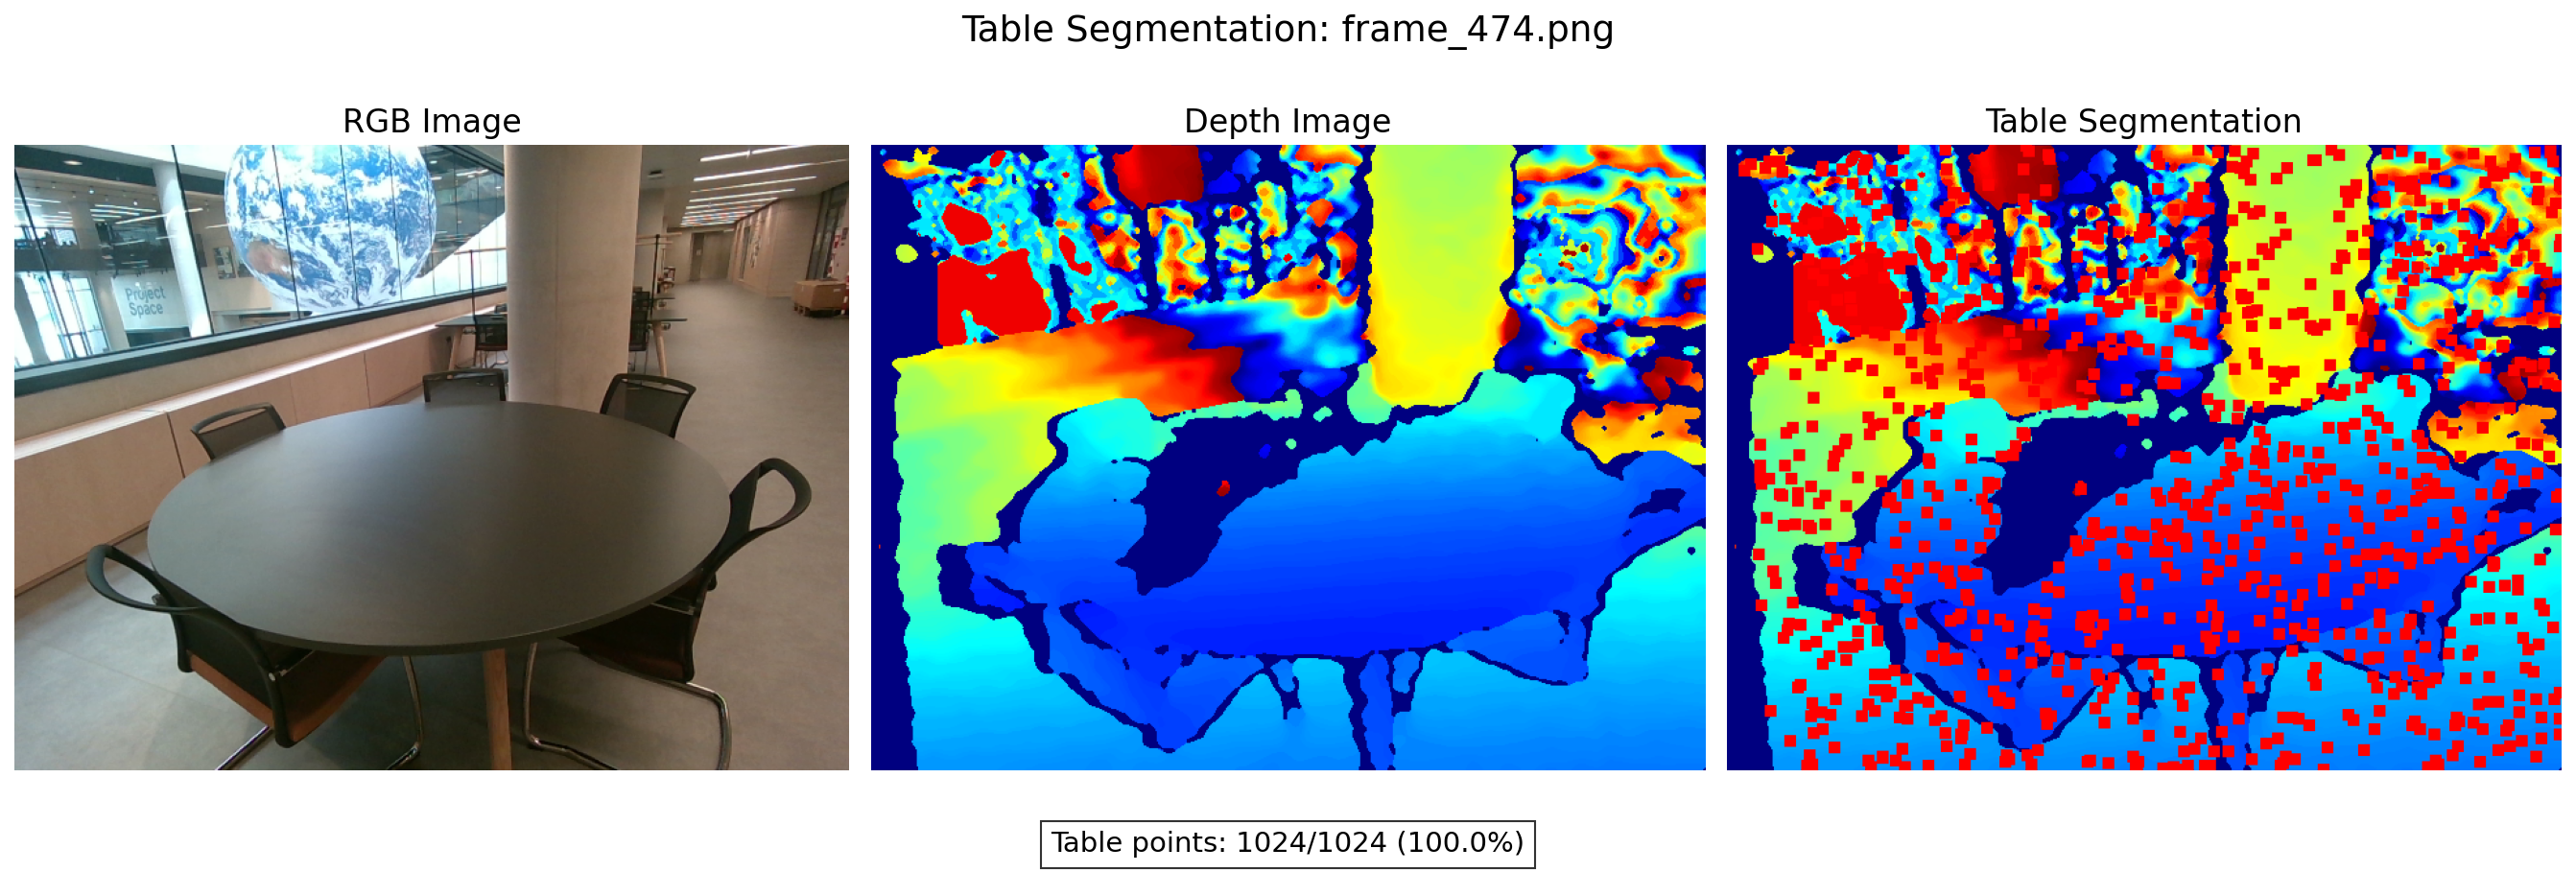 Table Segmentation: frame_474.png
RGB Image
Depth Image
Table Segmentation
Project
Space
Table points: 1024/1024 (100.0%)